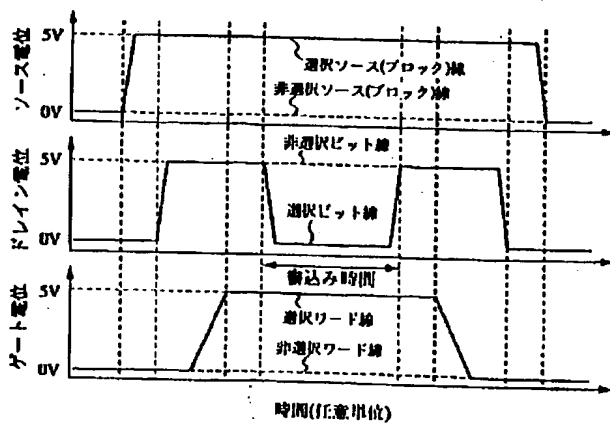 ソース電位
5V
0V
選択ソース(ブロック)線
非選択ソース(ブロック)線
ドレイン電位
5V
0V
非選択ビット線
選択ビット線
書込み時間
ゲート電位
5V
0V
選択ワード線
非選択ワード線
時間(任意単位)